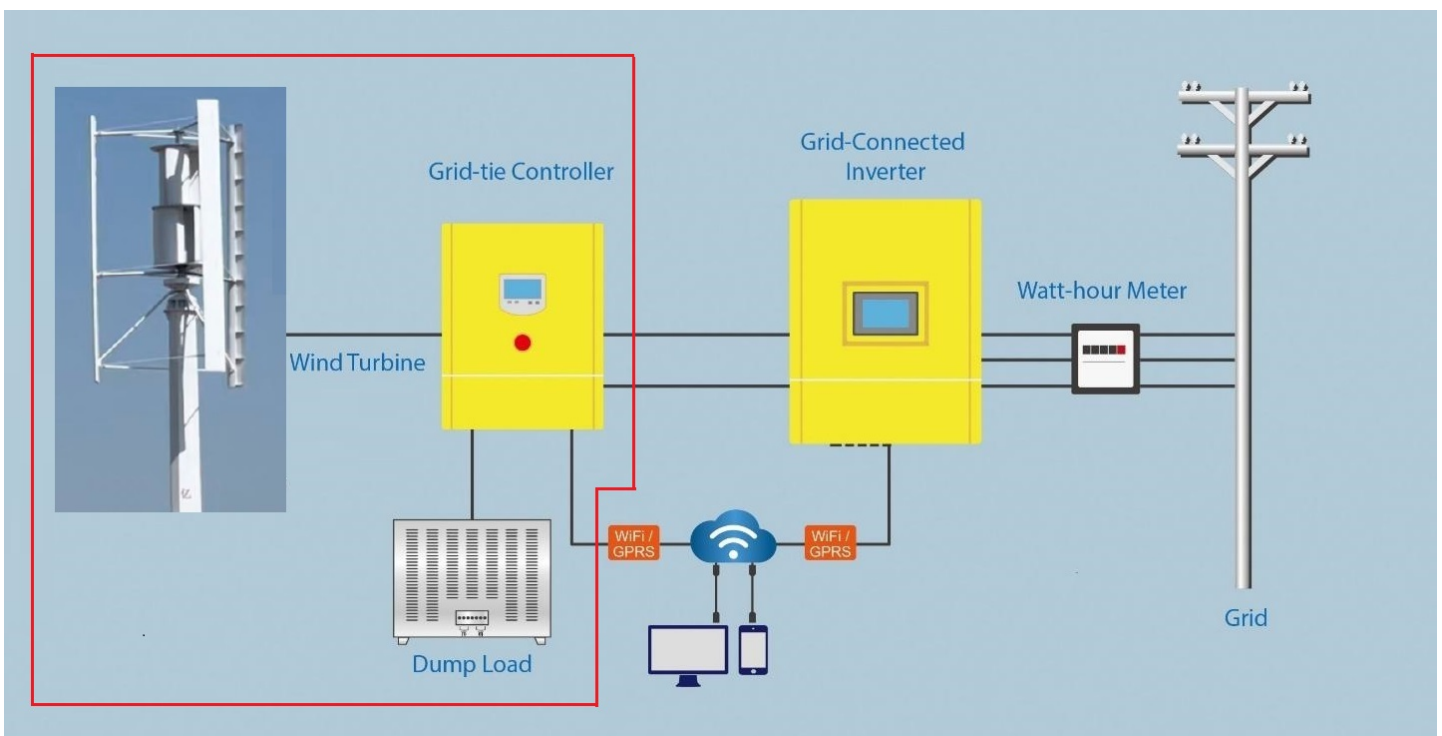 Grid-tie Controller
Grid-Connected
Inverter
Watt-hour Meter
Wind Turbine
WiFi /
GPRS
WiFi /
GPRS
Dump Load
Grid